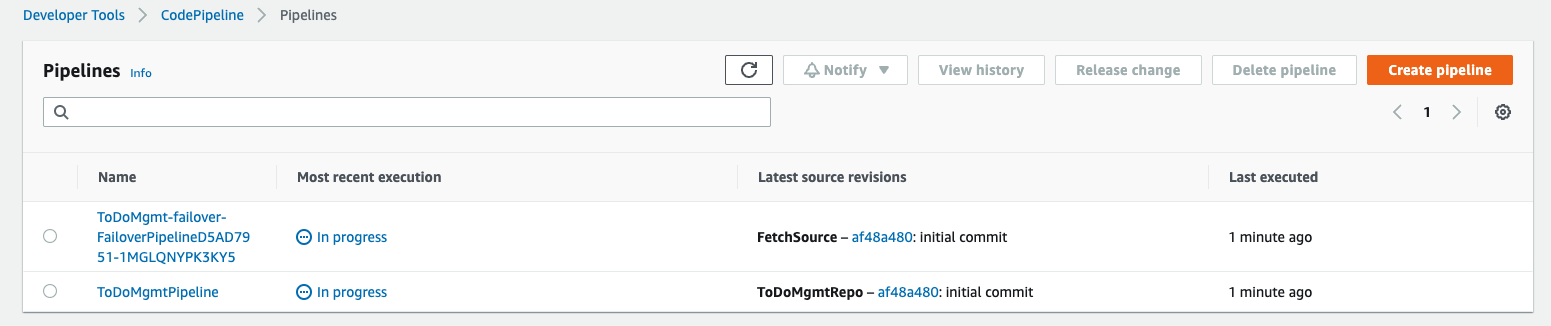 Developer Tools > CodePipeline > Pipelines
Pipelines Info
Notify ▼ View history Release change Delete pipeline Create pipeline
< 1 >
Name Most recent execution Latest source revisions Last executed
ToDoMgmt-failover-
FailoverPipelineD5AD79
51-1MGLQNYPK3KY5
In progress FetchSource – af48a480: initial commit 1 minute ago
ToDoMgmtPipeline In progress ToDoMgmtRepo – af48a480: initial commit 1 minute ago